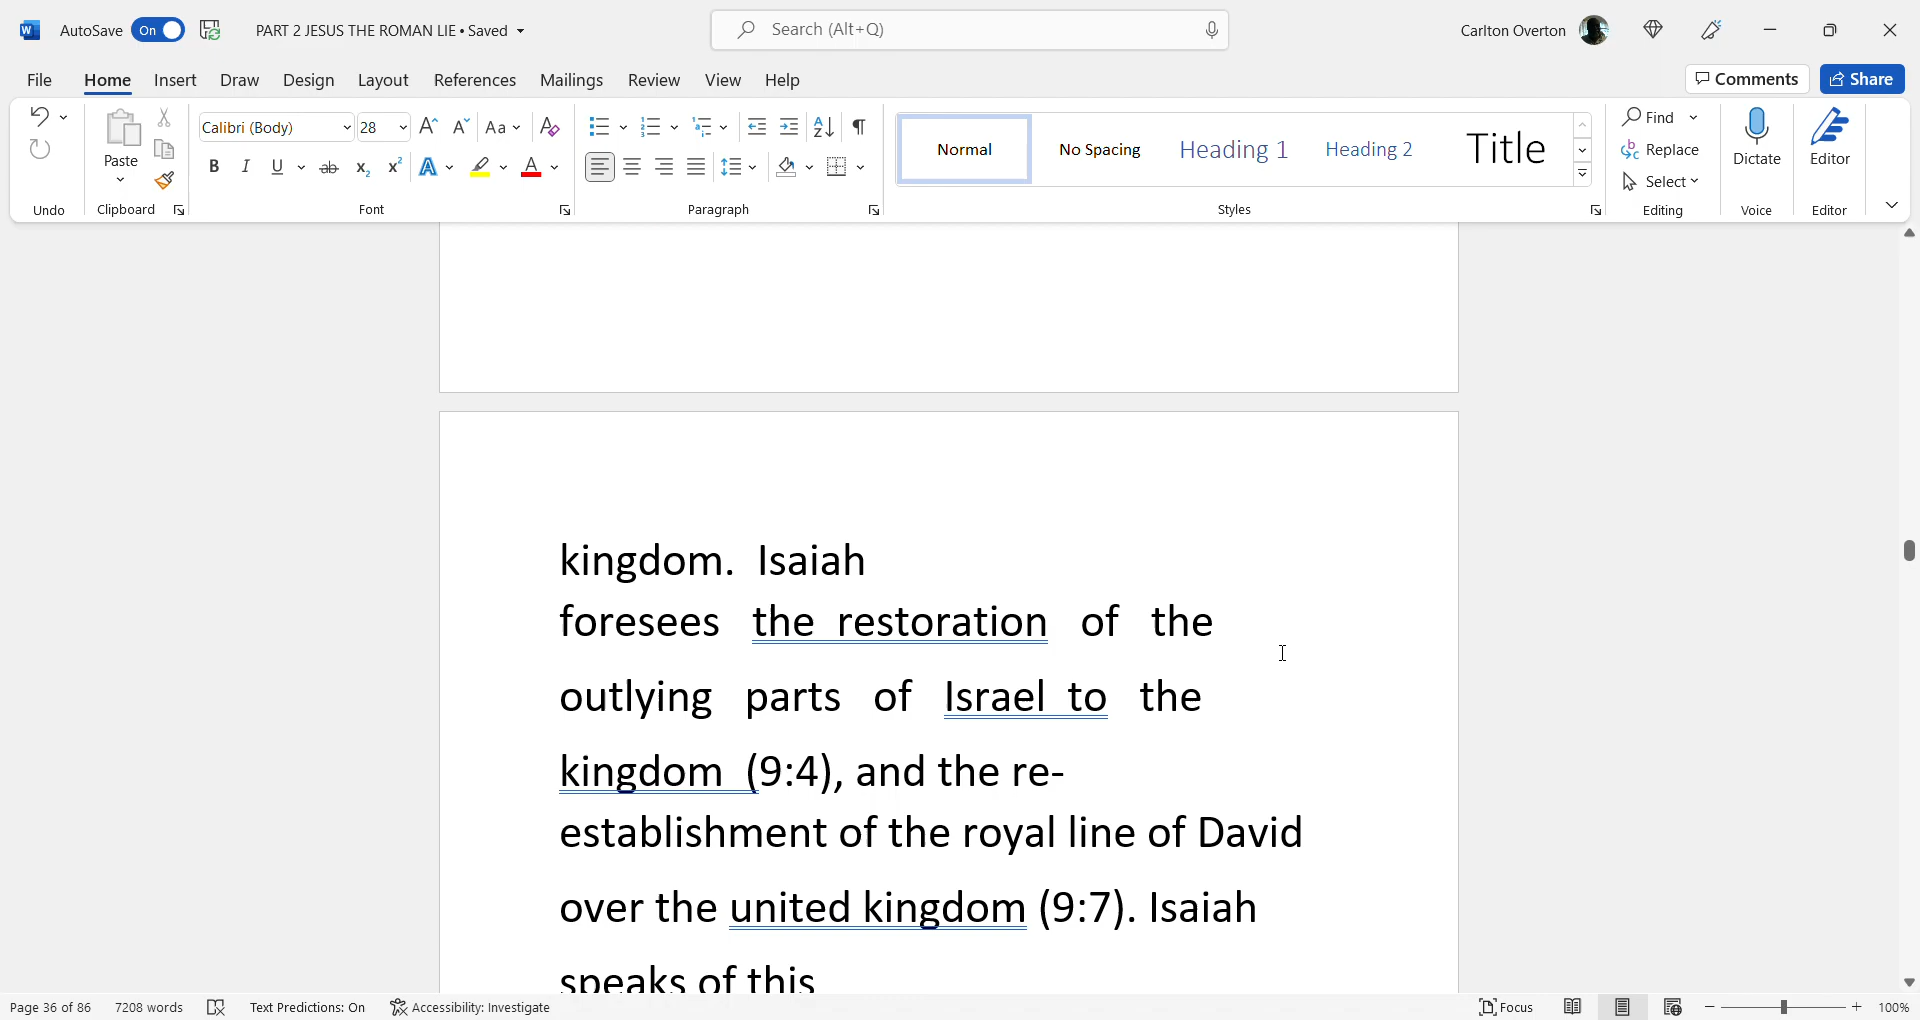 W AutoSave On PART 2 JESUS THE ROMAN LIE • Saved Search (Alt+Q) Carlton Overton
File Home Insert Draw Design Layout References Mailings Review View Help Comments Share
Calibri (Body) 28 A A Aa A A Z Find
Paste Normal No Spacing Heading 1 Heading 2 Title Replace Dictate Editor
B I U ab x2 x2 A A Select
Undo Clipboard Font Paragraph Styles Editing Voice Editor
kingdom. Isaiah
foresees the restoration of the
outlying parts of Israel to the
kingdom (9:4), and the re-
establishment of the royal line of David
over the united kingdom (9:7). Isaiah
speaks of this
Page 36 of 86 7208 words Text Predictions: On Accessibility: Investigate Focus 100%